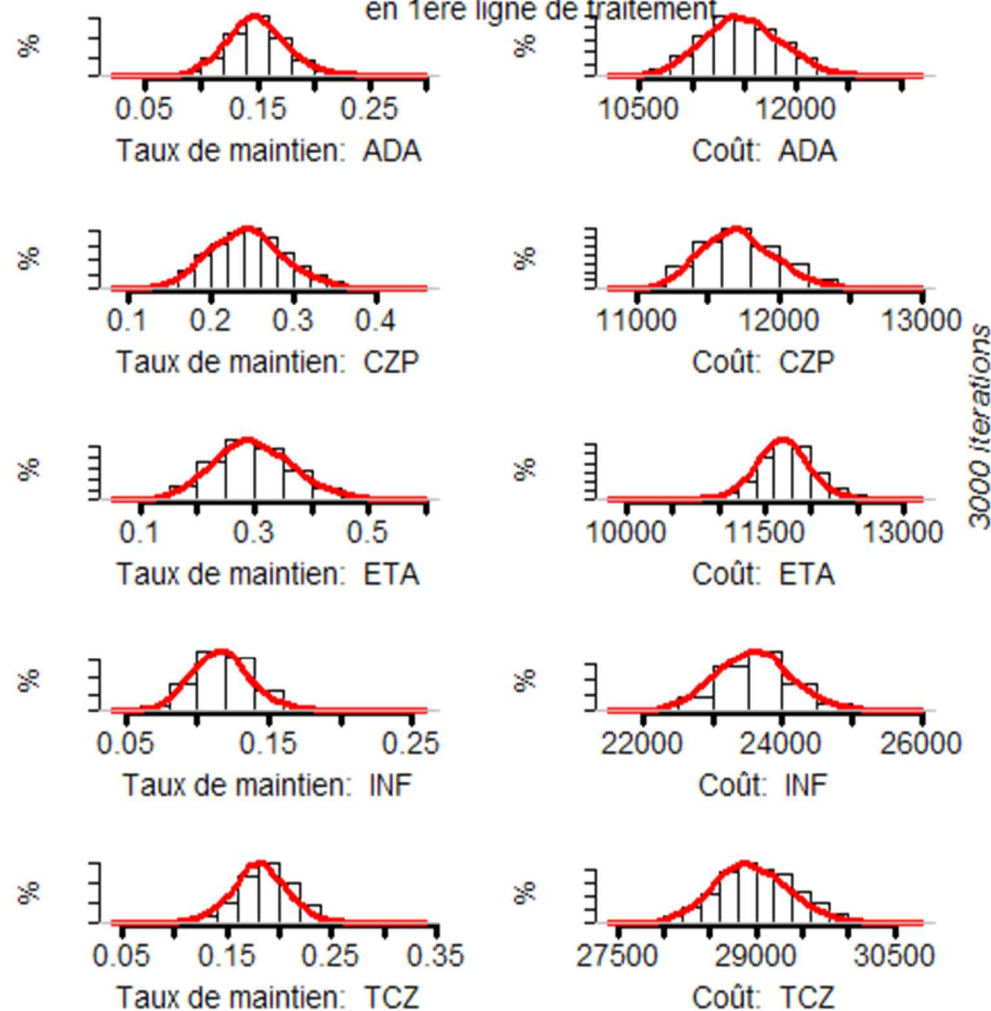 en 1ère ligne de traitement
%
0.05 0.15 0.25
Taux de maintien: ADA
%
10500 12000
Coût: ADA
%
0.1 0.2 0.3 0.4
Taux de maintien: CZP
%
11000 12000 13000
Coût: CZP
%
0.1 0.3 0.5
Taux de maintien: ETA
%
10000 11500 13000
Coût: ETA
%
0.05 0.15 0.25
Taux de maintien: INF
%
22000 24000 26000
Coût: INF
%
0.05 0.15 0.25 0.35
Taux de maintien: TCZ
%
27500 29000 30500
Coût: TCZ
3000 iterations